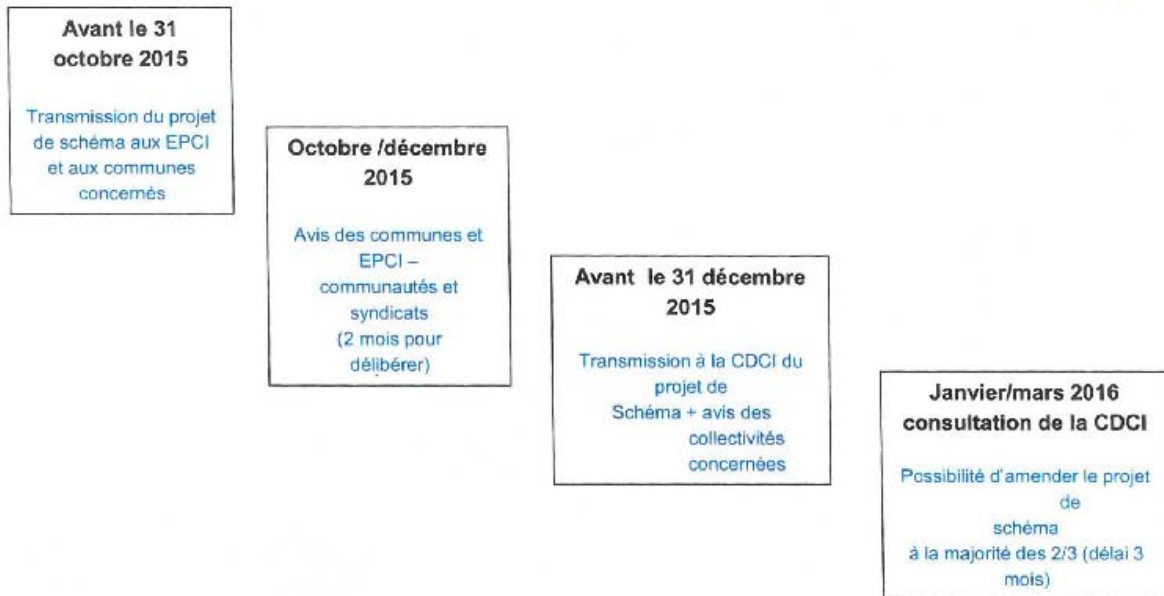 Avant le 31
octobre 2015
Transmission du projet
de schéma aux EPCI
et aux communes
concernés
Octobre /décembre
2015
Avis des communes et
EPCI –
communautés et
syndicats
(2 mois pour
délibérer)
Avant le 31 décembre
2015
Transmission à la CDCI du
projet de
Schéma + avis des
collectivités
concernées
Janvier/mars 2016
consultation de la CDCI
Possibilité d'amender le projet
de
schéma
à la majorité des 2/3 (délai 3
mois)